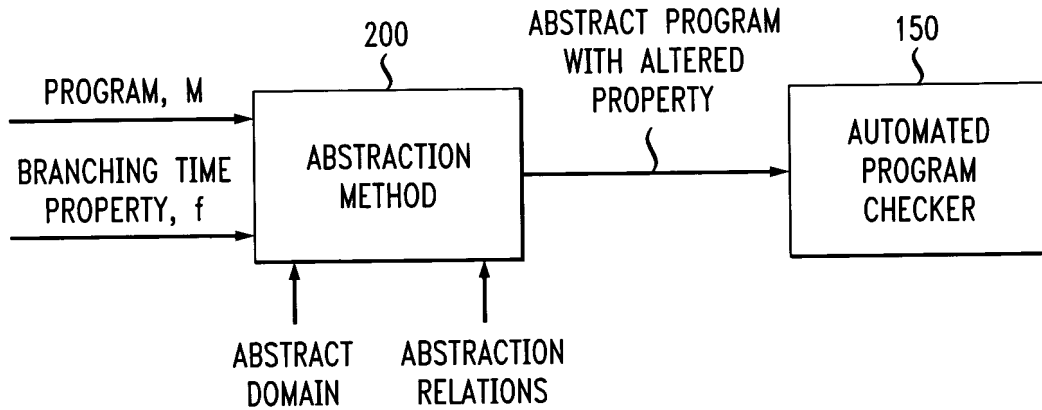 200
ABSTRACT PROGRAM
WITH ALTERED
PROPERTY
150
PROGRAM, M
BRANCHING TIME
PROPERTY, f
ABSTRACTION
METHOD
AUTOMATED
PROGRAM
CHECKER
ABSTRACT
DOMAIN
ABSTRACTION
RELATIONS